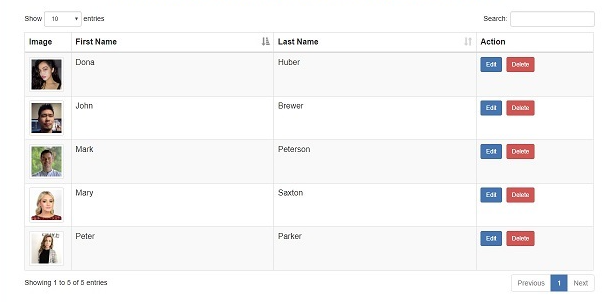 Show 10 entries Search:
Image First Name Last Name Action
Dona Huber Edit Delete
John Brewer Edit Delete
Mark Peterson Edit Delete
Mary Saxton Edit Delete
Peter Parker Edit Delete
Showing 1 to 5 of 5 entries Previous 1 Next